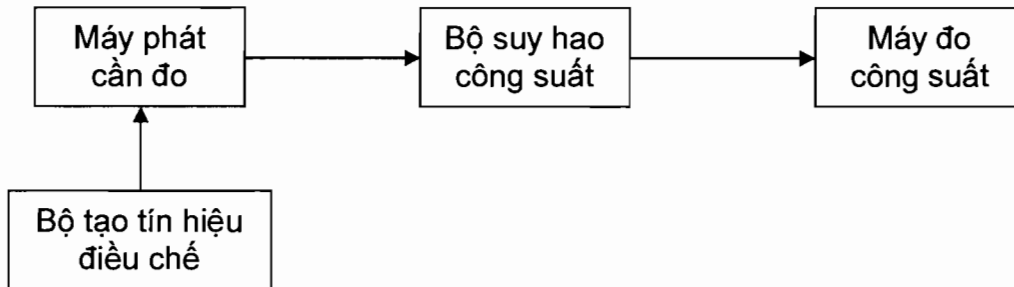 Máy phát
cần đo
Bộ suy hao
công suất
Máy đo
công suất
Bộ tạo tín hiệu
điều chế